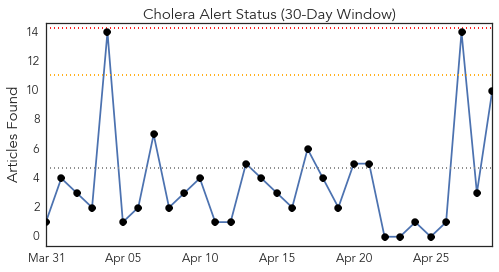 Cholera Alert Status (30-Day Window)
Articles Found
14
12
10
8
6
4
2
0
Mar 31 Apr 05 Apr 10 Apr 15 Apr 20 Apr 25